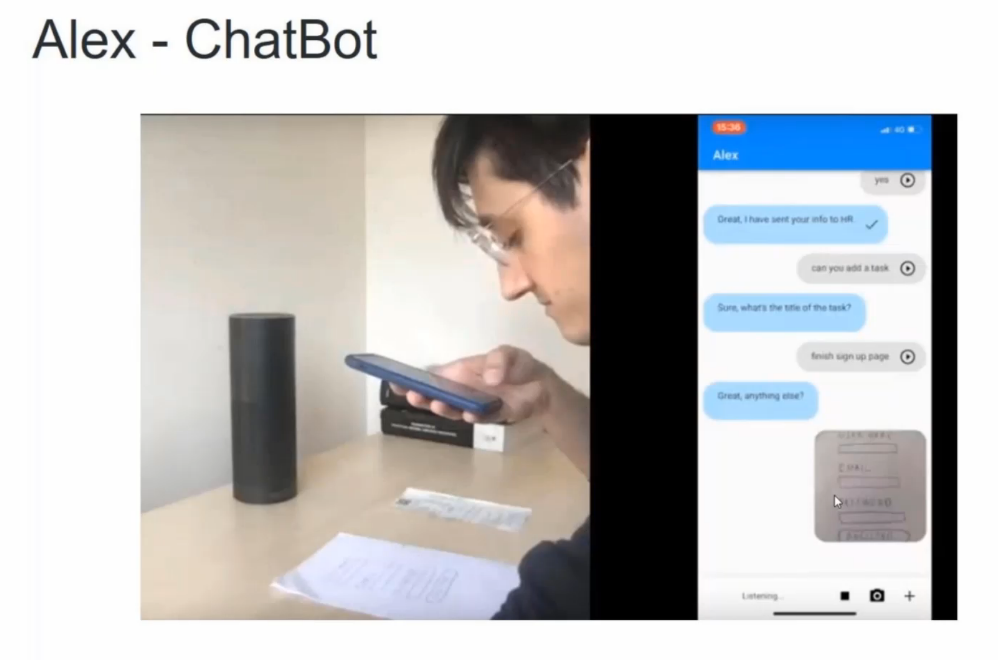 Alex - ChatBot
15:36
4G
Alex
yes
Great, I have sent your info to HR
can you add a task
Sure, what's the title of the task?
finish sign up page
Great, anything else?
EMAIL
Listening...